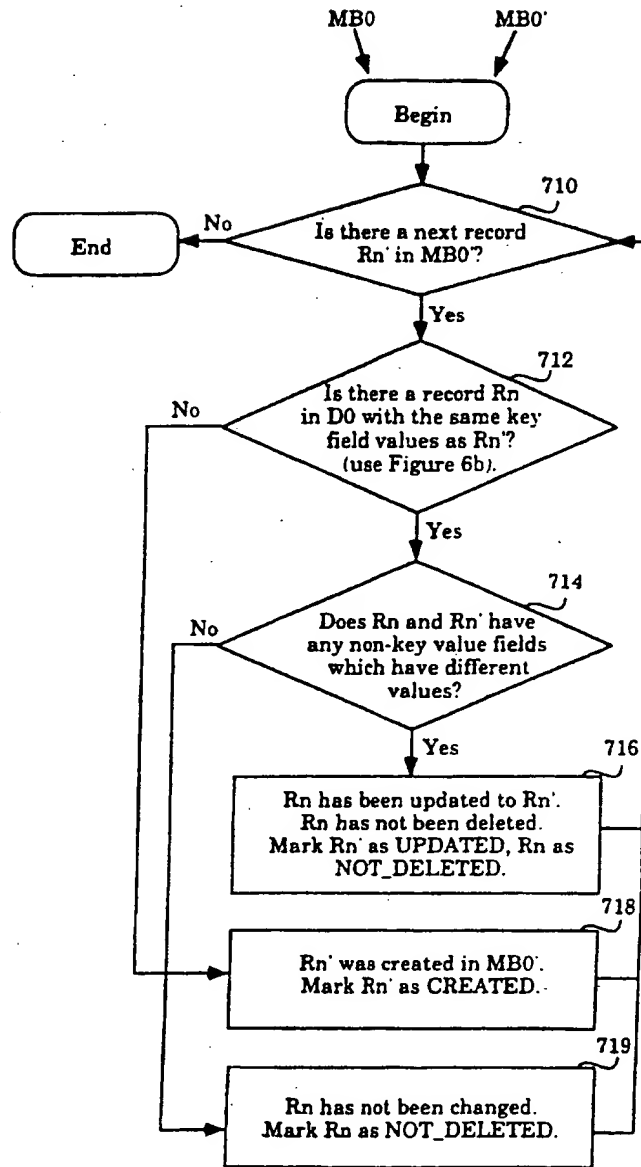 MB0
MB0'
Begin
710
No
End
Is there a next record
Rn' in MB0'?
Yes
712
No
Is there a record Rn
in D0 with the same key
field values as Rn'?
(use Figure 6b).
Yes
714
No
Does Rn and Rn' have
any non-key value fields
which have different
values?
Yes
716
Rn has been updated to Rn'.
Rn has not been deleted.
Mark Rn' as UPDATED, Rn as
NOT_DELETED.
718
Rn' was created in MB0'.
Mark Rn' as CREATED.
719
Rn has not been changed.
Mark Rn as NOT_DELETED.